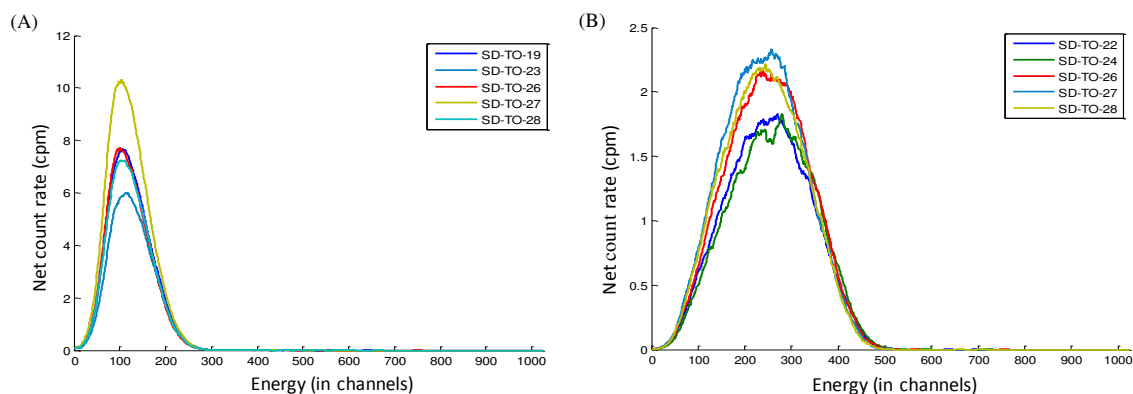 (A)
12
10
8
6
4
2
0
0 100 200 300 400 500 600 700 800 900 1000
Net count rate (cpm)
Energy (in channels)
SD-TO-19
SD-TO-23
SD-TO-26
SD-TO-27
SD-TO-28
(B)
2.5
2
1.5
1
0.5
0
0 100 200 300 400 500 600 700 800 900 1000
Net count rate (cpm)
Energy (in channels)
SD-TO-22
SD-TO-24
SD-TO-26
SD-TO-27
SD-TO-28